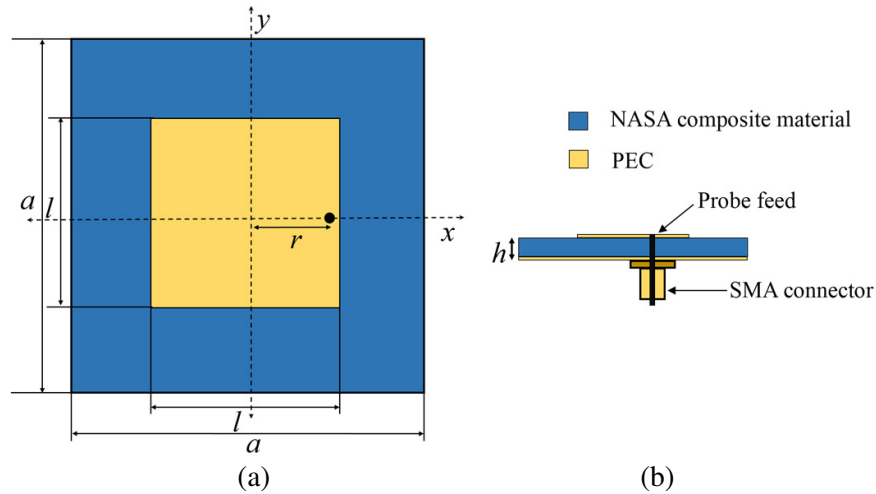 y
a
l
r
x
l
a
(a)
NASA composite material
PEC
Probe feed
h
SMA connector
(b)